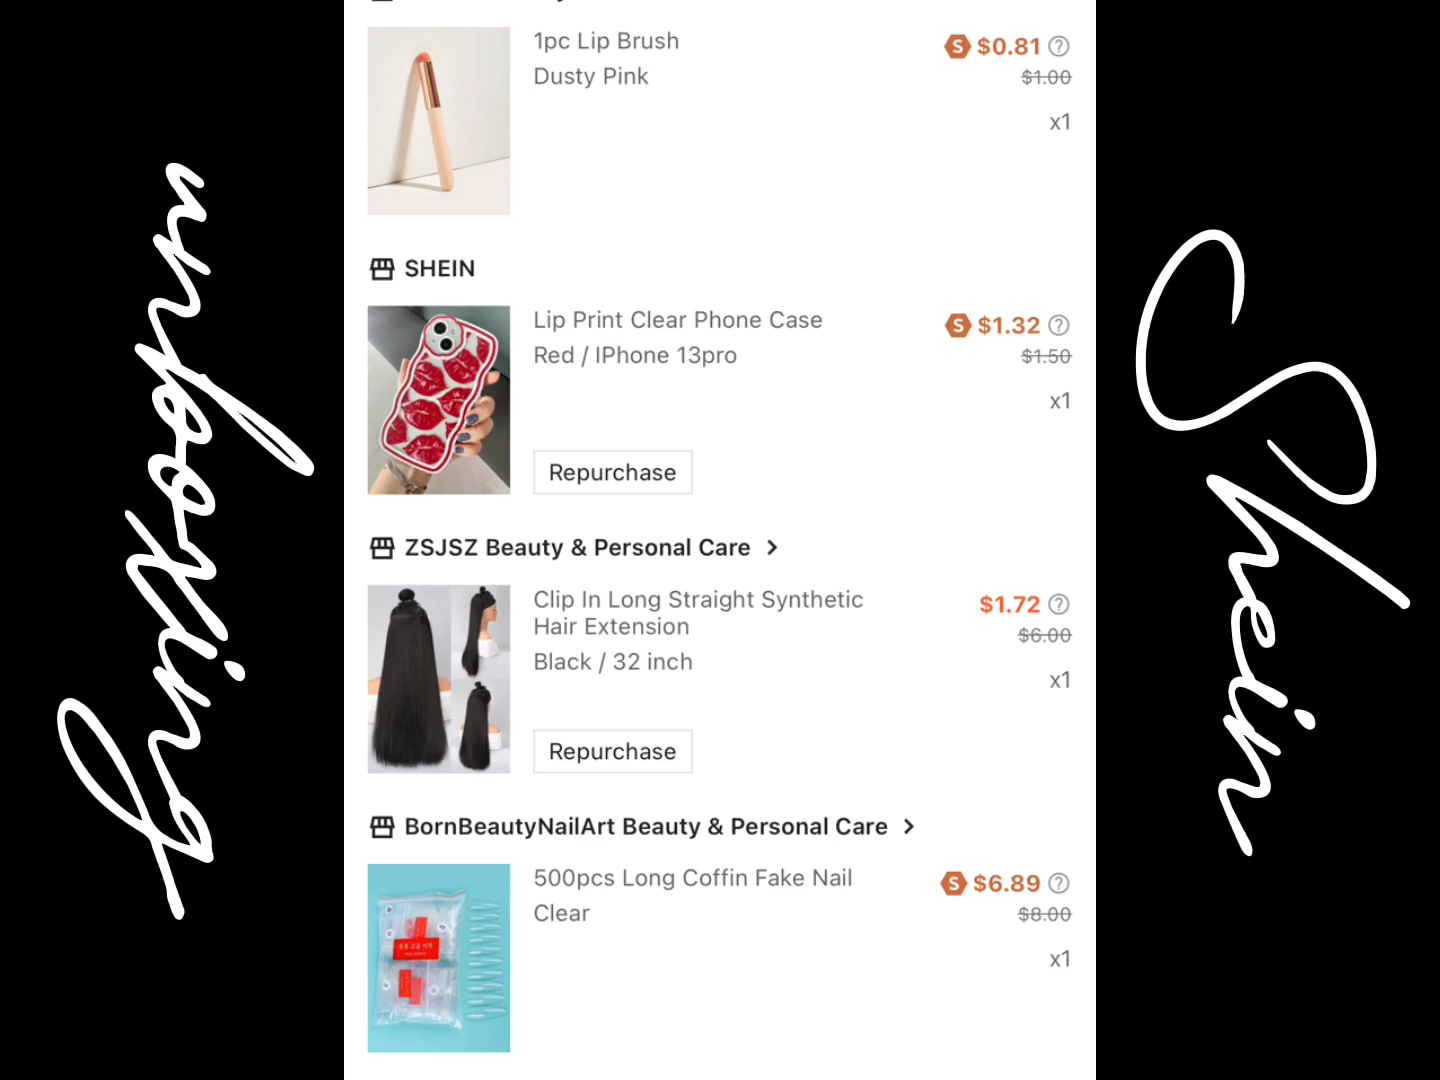 unboxing
1pc Lip Brush
Dusty Pink
S $0.81 ?
$1.00
x1
SHEIN
Lip Print Clear Phone Case
Red / IPhone 13pro
S $1.32 ?
$1.50
x1
Repurchase
ZSJSZ Beauty & Personal Care >
Clip In Long Straight Synthetic
Hair Extension
Black / 32 inch
$1.72 ?
$6.00
x1
Repurchase
BornBeautyNailArt Beauty & Personal Care >
500pcs Long Coffin Fake Nail
Clear
S $6.89 ?
$8.00
x1
Shein